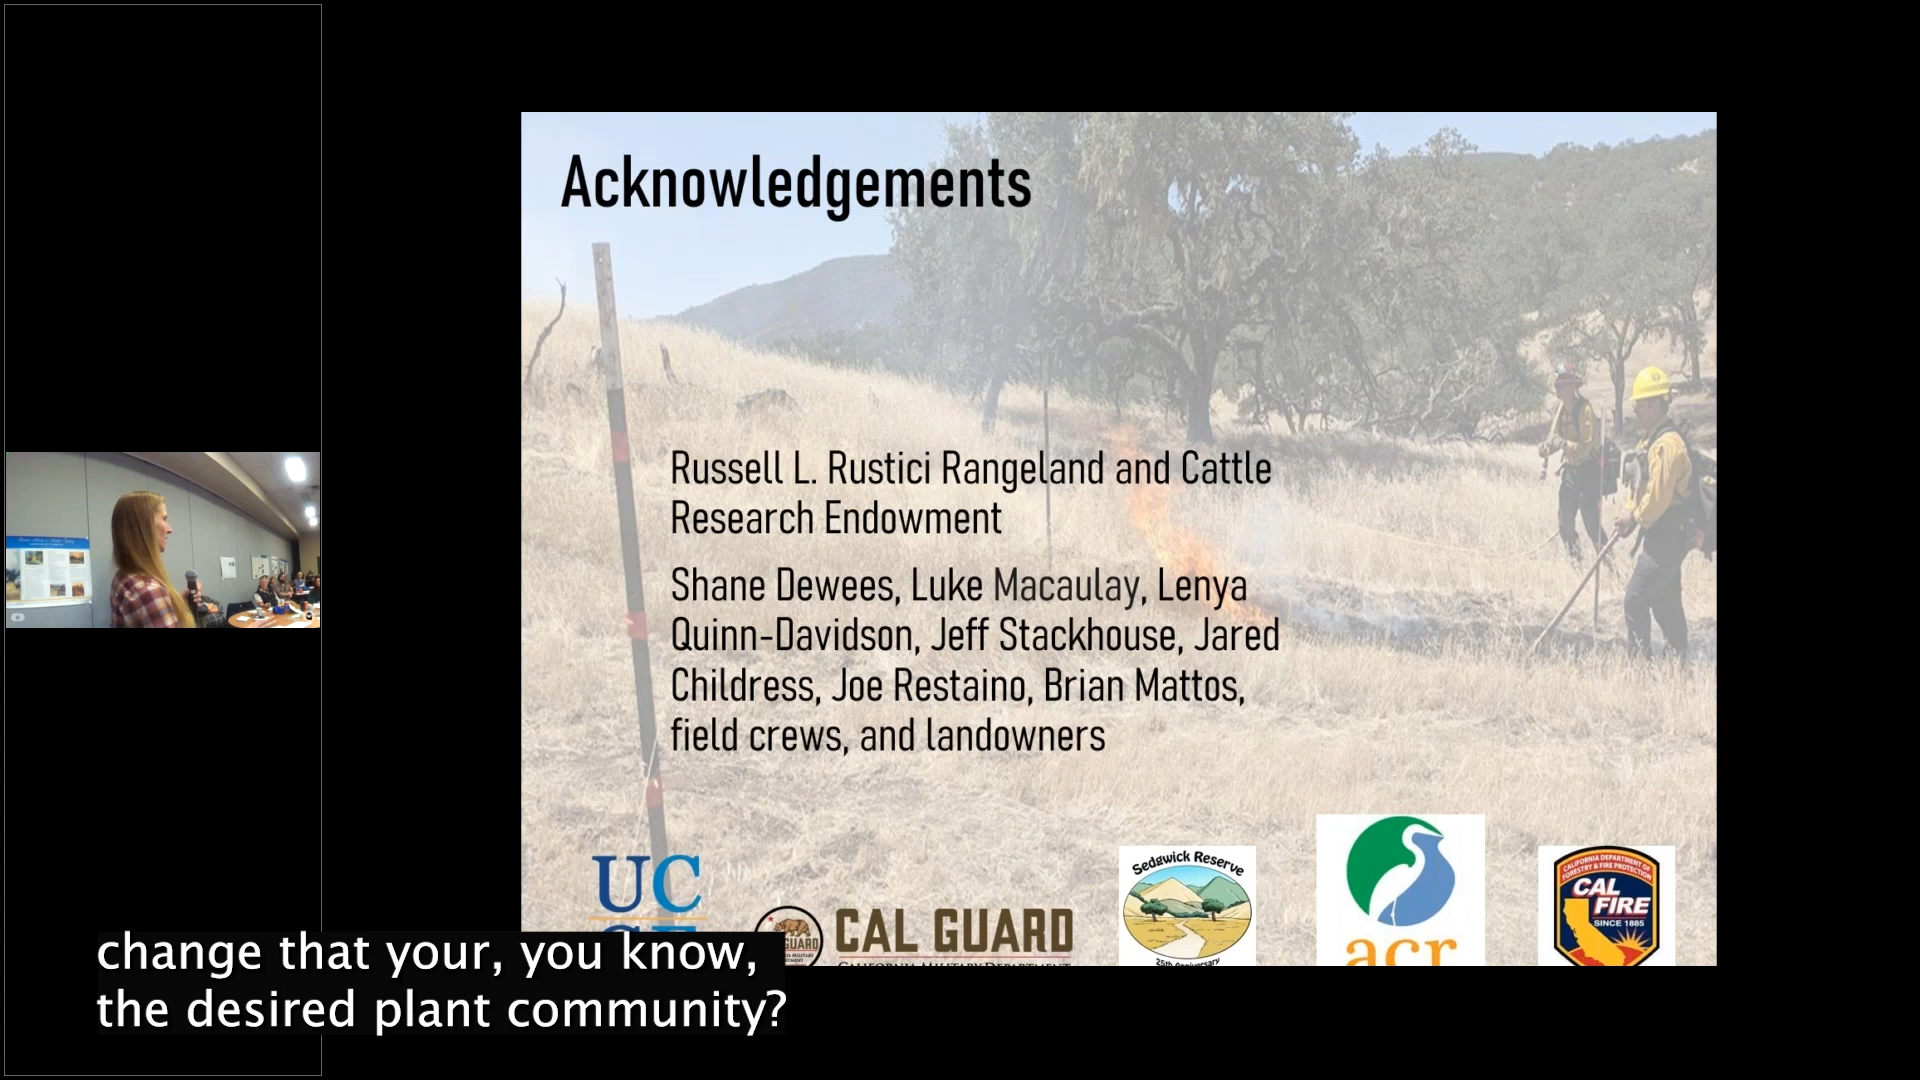 Acknowledgements
Russell L. Rustici Rangeland and Cattle
Research Endowment
Shane Dewees, Luke Macaulay, Lenya
Quinn-Davidson, Jeff Stackhouse, Jared
Childress, Joe Restaino, Brian Mattos,
field crews, and landowners
UC
CAL GUARD
CALIFORNIA MILITARY DEPARTMENT
Sedgwick Reserve
25th Anniversary
acr
CALIFORNIA DEPARTMENT OF
FORESTRY & FIRE PROTECTION
CAL
FIRE
SINCE 1885
change that your, you know,
the desired plant community?